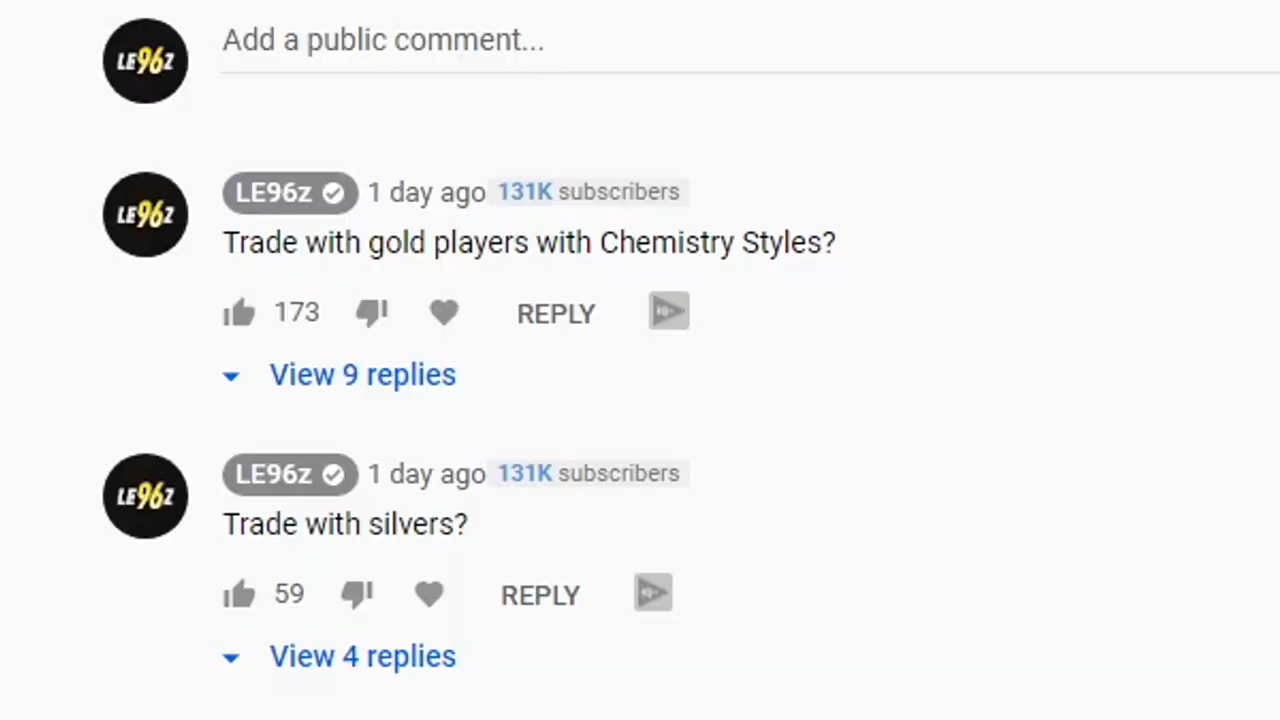 LE96Z
Add a public comment...
LE96Z
LE96z 1 day ago 131K subscribers
Trade with gold players with Chemistry Styles?
173 REPLY
View 9 replies
LE96Z
LE96z 1 day ago 131K subscribers
Trade with silvers?
59 REPLY
View 4 replies